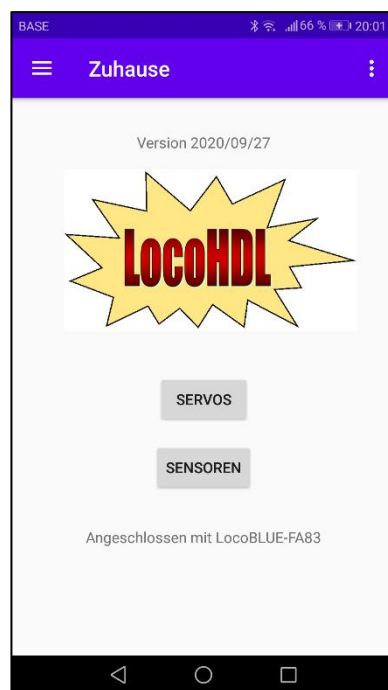 BASE 66 % 20:01
Zuhause
Version 2020/09/27
LOCOHDL
SERVOS
SENSOREN
Angeschlossen mit LocoBLUE-FA83